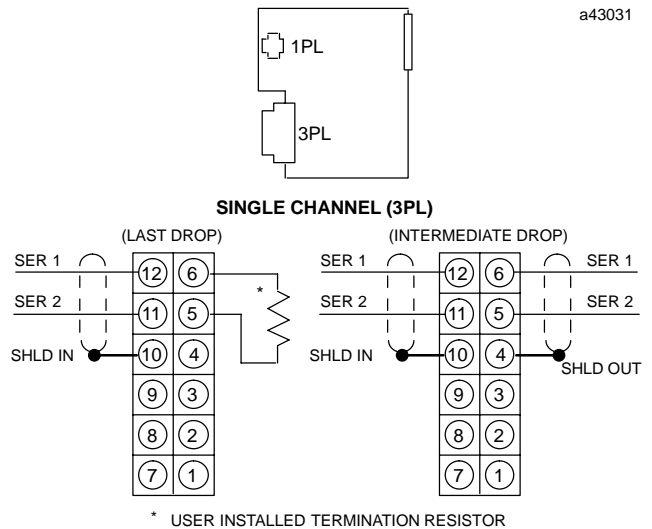 a43031
1PL
3PL
SINGLE CHANNEL (3PL)
(LAST DROP) (INTERMEDIATE DROP)
SER 1 12 6 * SER 1 12 6 SER 1
SER 2 11 5 SER 2 11 5 SER 2
SHLD IN 10 4 SHLD IN 10 4 SHLD OUT
9 3 9 3
8 2 8 2
7 1 7 1
* USER INSTALLED TERMINATION RESISTOR